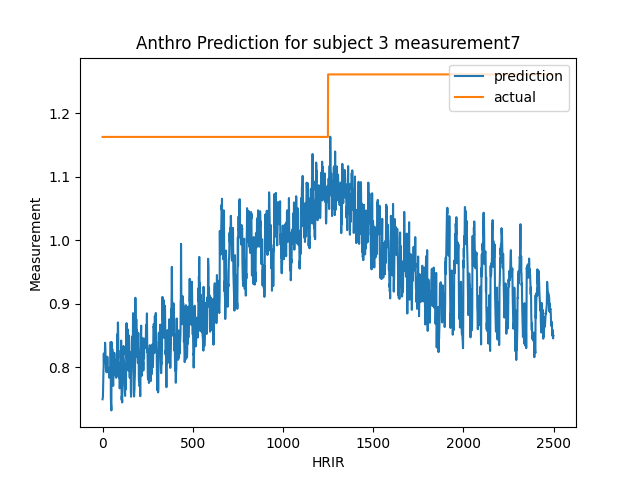 Anthro Prediction for subject 3 measurement7
prediction
actual
1.2
1.1
1.0
0.9
0.8
Measurement
0
500
1000
1500
2000
2500
HRIR